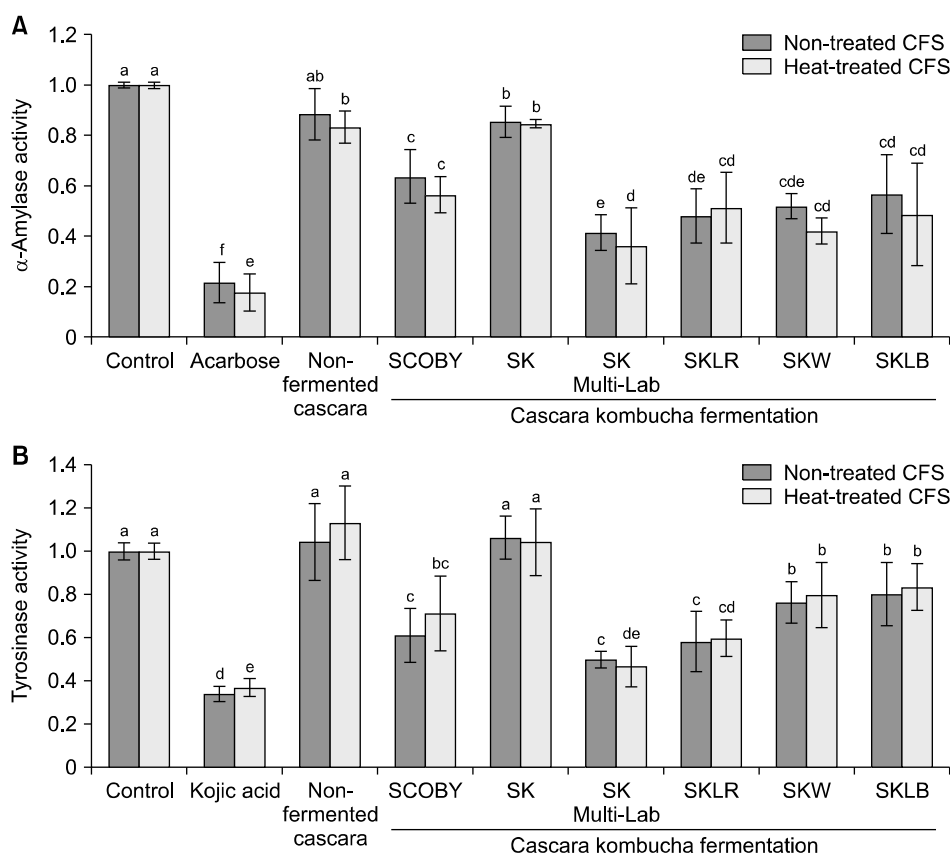 A
1.2
1.0
0.8
0.6
0.4
0.2
0
α-Amylase activity
Non-treated CFS
Heat-treated CFS
a a
f e
ab b
c c
b b
e d
de cd
cde cd
cd cd
Control Acarbose Non-fermented cascara SCOBY SK SK SKLR SKW SKLB
Multi-Lab
Cascara kombucha fermentation
B
1.4
1.2
1.0
0.8
0.6
0.4
0.2
0
Tyrosinase activity
Non-treated CFS
Heat-treated CFS
a a
d e
a a
c bc
a a
c de
c cd
b b
b b
Control Kojic acid Non-fermented cascara SCOBY SK SK SKLR SKW SKLB
Multi-Lab
Cascara kombucha fermentation